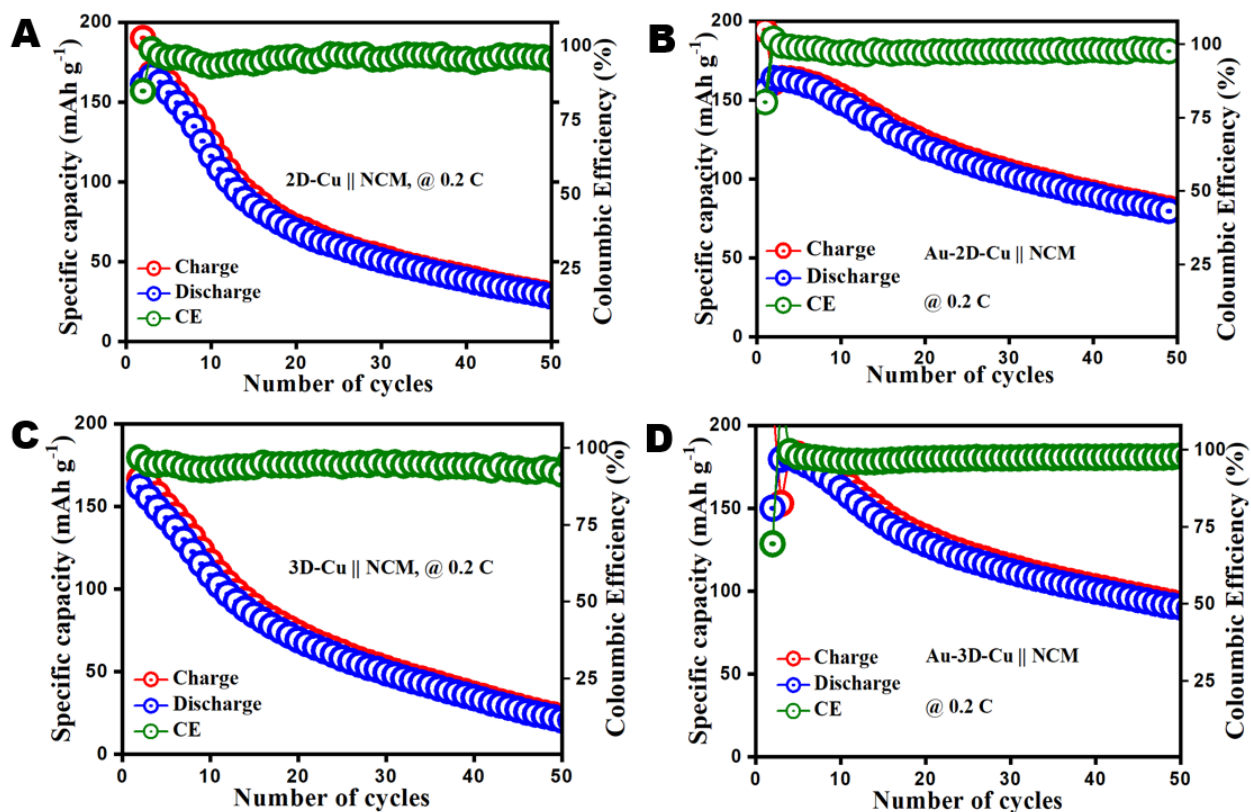 A
Specific capacity (mAh g-1)
200
150
100
50
0
2D-Cu || NCM, @ 0.2 C
Charge
Discharge
CE
0 10 20 30 40 50
Number of cycles
100
75
50
25
Coloumbic Efficiency (%)
B
Specific capacity (mAh g-1)
200
150
100
50
0
Au-2D-Cu || NCM
@ 0.2 C
Charge
Discharge
CE
0 10 20 30 40 50
Number of cycles
100
75
50
25
Coloumbic Efficiency (%)
C
Specific capacity (mAh g-1)
200
150
100
50
0
3D-Cu || NCM, @ 0.2 C
Charge
Discharge
CE
0 10 20 30 40 50
Number of cycles
100
75
50
25
Coloumbic Efficiency (%)
D
Specific capacity (mAh g-1)
200
150
100
50
0
Au-3D-Cu || NCM
@ 0.2 C
Charge
Discharge
CE
0 10 20 30 40 50
Number of cycles
100
75
50
25
Coloumbic Efficiency (%)